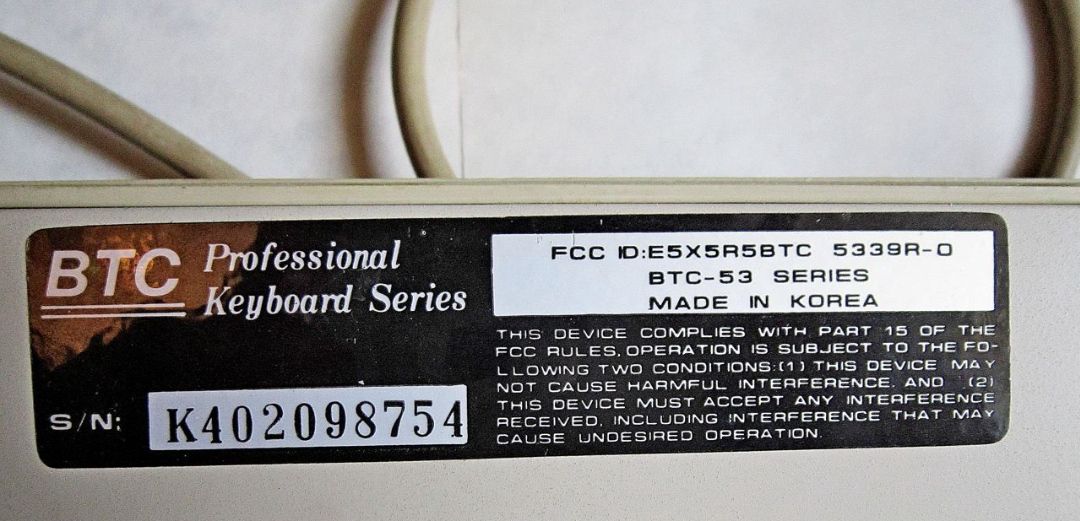 BTC Professional
Keyboard Series
S/N: K402098754
FCC ID:E5X5R5BTC 5339R-0
BTC-53 SERIES
MADE IN KOREA
THIS DEVICE COMPLIES WITH PART 15 OF THE
FCC RULES, OPERATION IS SUBJECT TO THE FO-
LLOWING TWO CONDITIONS:(1) THIS DEVICE MAY
NOT CAUSE HARMFUL INTERFERENCE. AND (2)
THIS DEVICE MUST ACCEPT ANY INTERFERENCE
RECEIVED, INCLUDING INTERFERENCE THAT MAY
CAUSE UNDESIRED OPERATION.